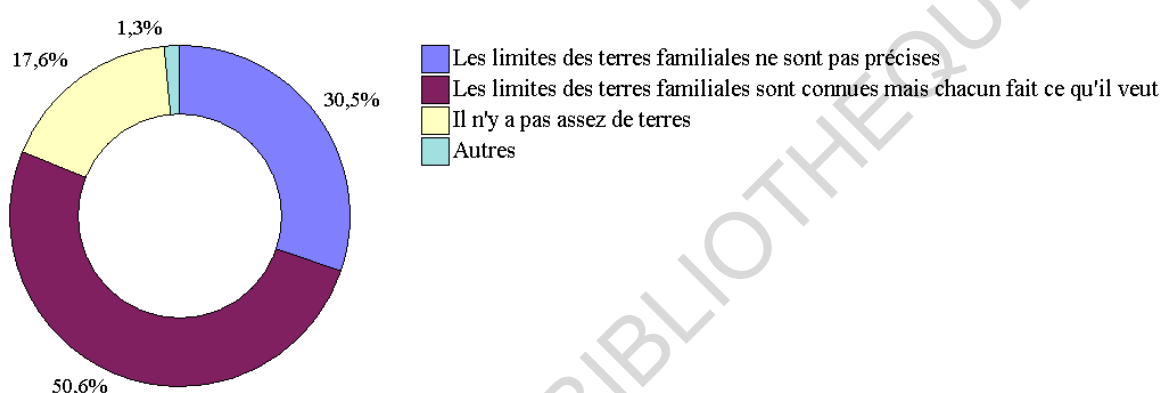 1,3%
17,6%
30,5%
50,6%
Les limites des terres familiales ne sont pas précises
Les limites des terres familiales sont connues mais chacun fait ce qu'il veut
Il n'y a pas assez de terres
Autres
BIBLIOTHEQU